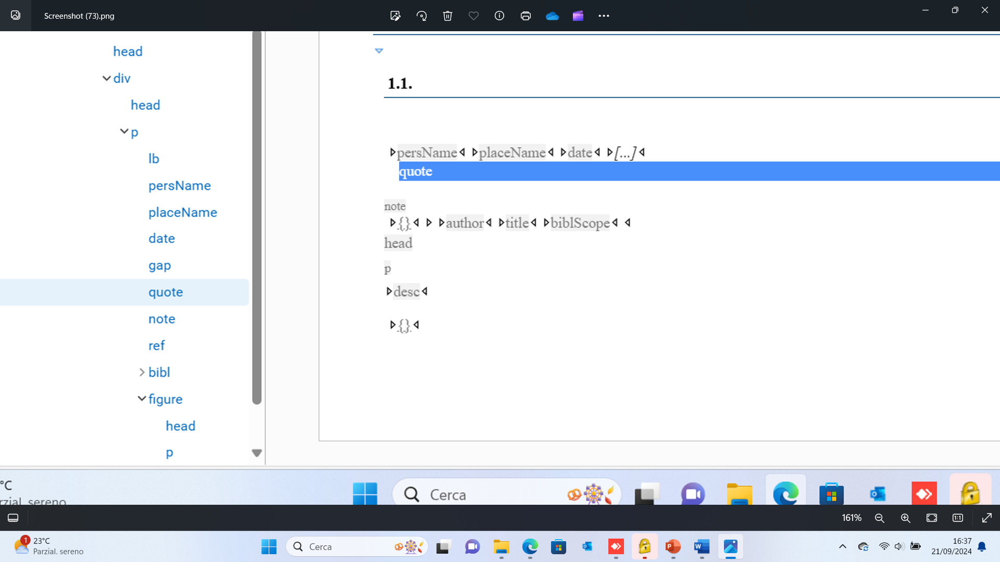 Screenshot (73).png
head
div
head
p
lb
persName
placeName
date
gap
quote
note
ref
bibl
figure
head
p
1.1.
persName placeName date [...]
quote
note
{} author title biblScope
head
p
desc
{}
°C
rzial. sereno
Cerca
161%
1
23°C
Parzial. sereno
Cerca
16:37
21/09/2024